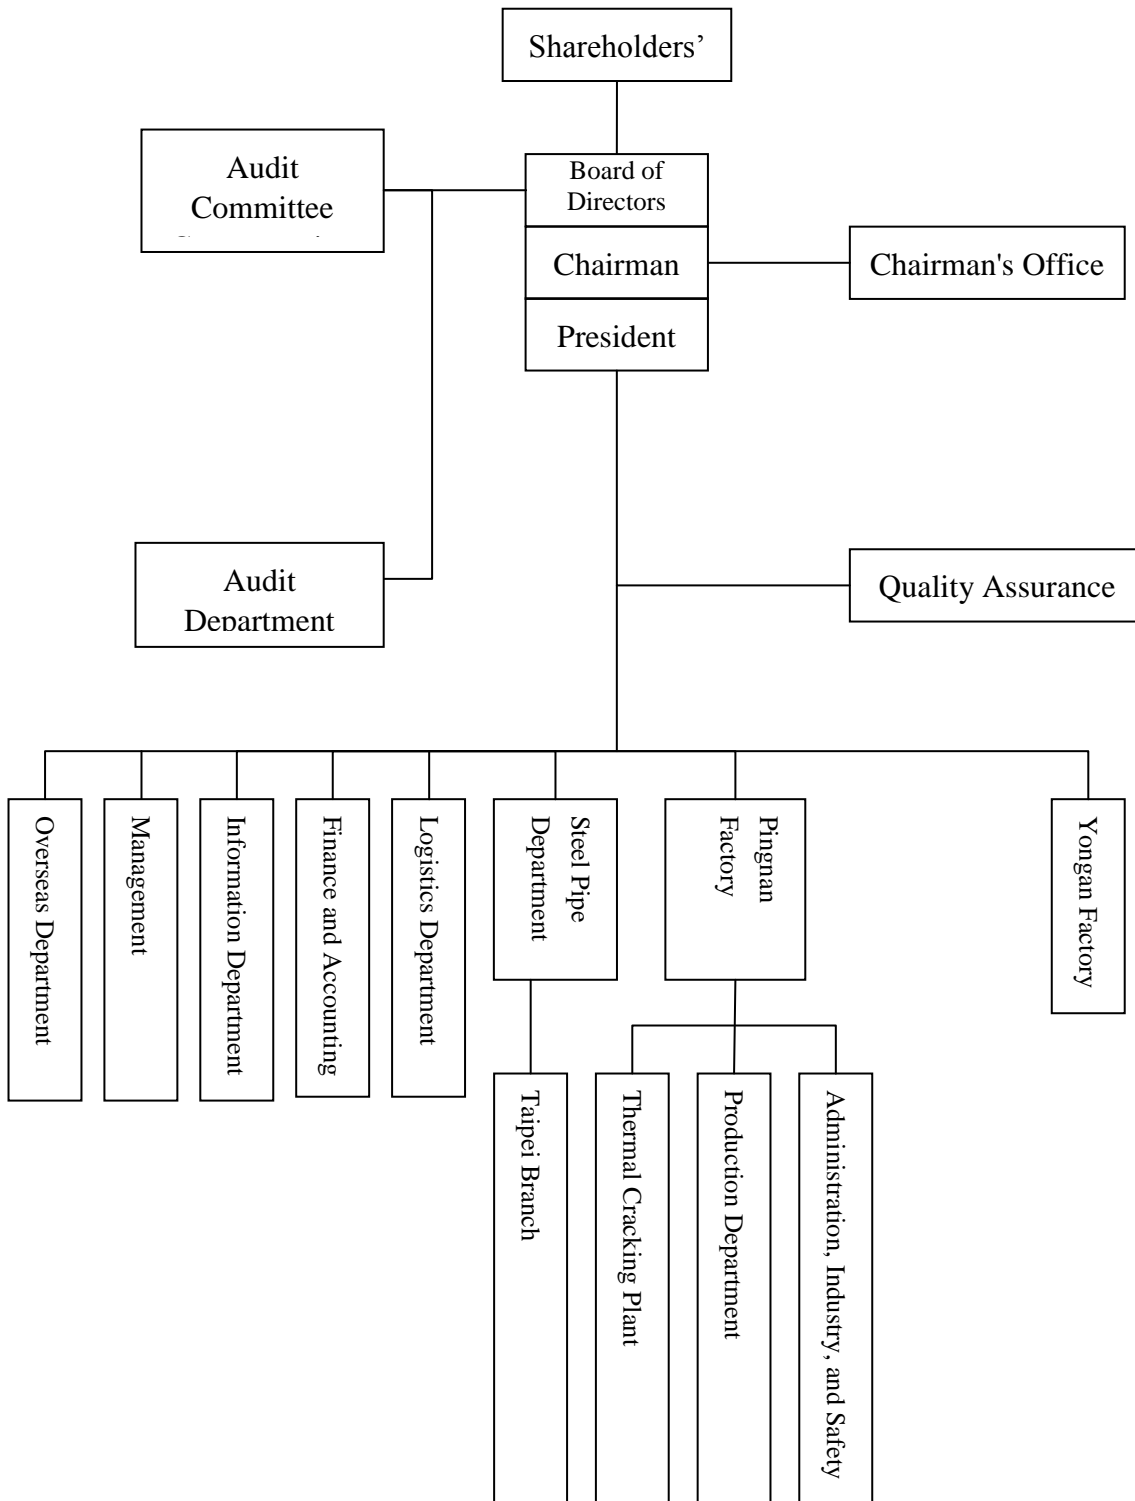 Shareholders’
Audit
Committee
Board of
Directors
Chairman
Chairman's Office
President
Audit
Department
Quality Assurance
Overseas Department
Management
Information Department
Finance and Accounting
Logistics Department
Steel Pipe
Department
Pingnan
Factory
Yongan Factory
Taipei Branch
Thermal Cracking Plant
Production Department
Administration, Industry, and Safety